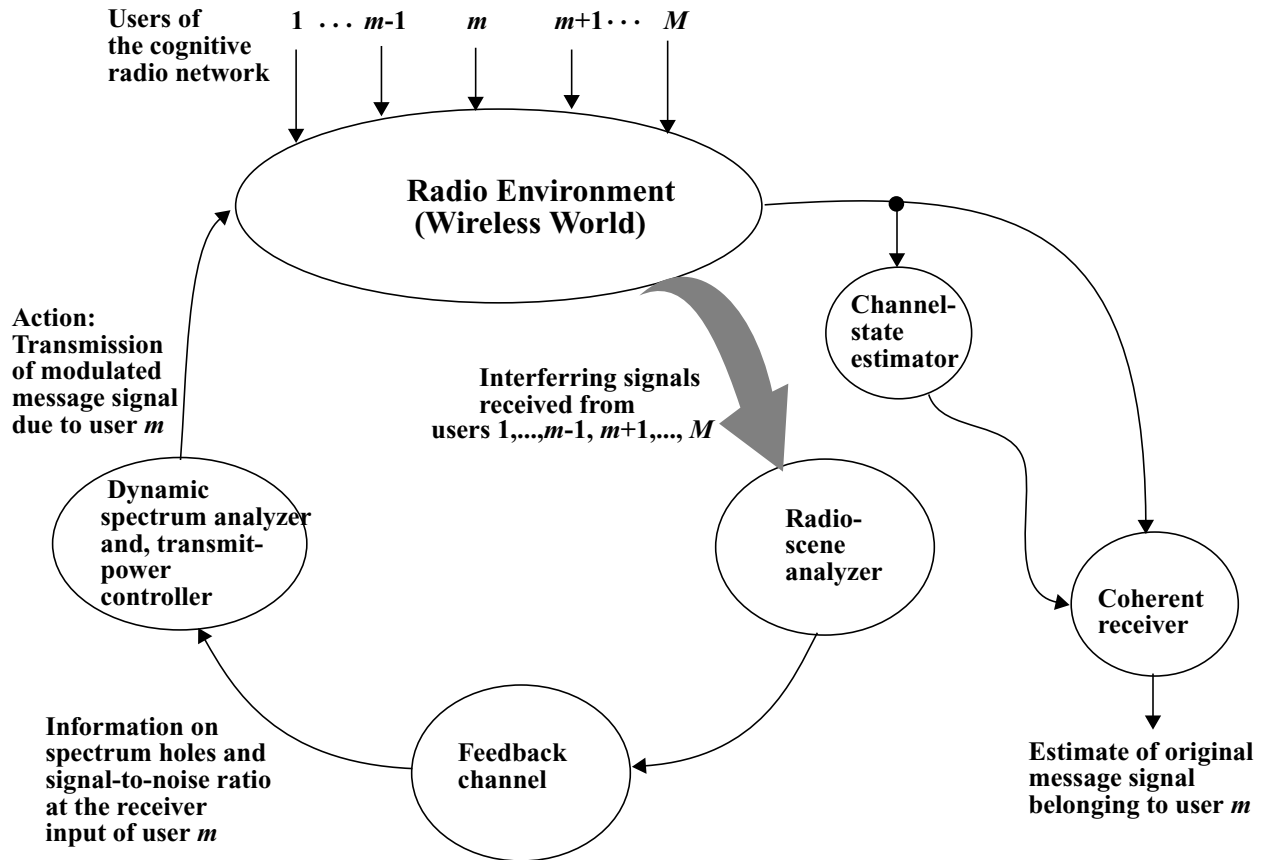 Users of
the cognitive
radio network
1 . . . m-1 m m+1 · · · M
Radio Environment
(Wireless World)
Action:
Transmission
of modulated
message signal
due to user m
Channel-
state
estimator
Interferring signals
received from
users 1,...,m-1, m+1,..., M
Dynamic
spectrum analyzer
and, transmit-
power
controller
Radio-
scene
analyzer
Coherent
receiver
Information on
spectrum holes and
signal-to-noise ratio
at the receiver
input of user m
Feedback
channel
Estimate of original
message signal
belonging to user m